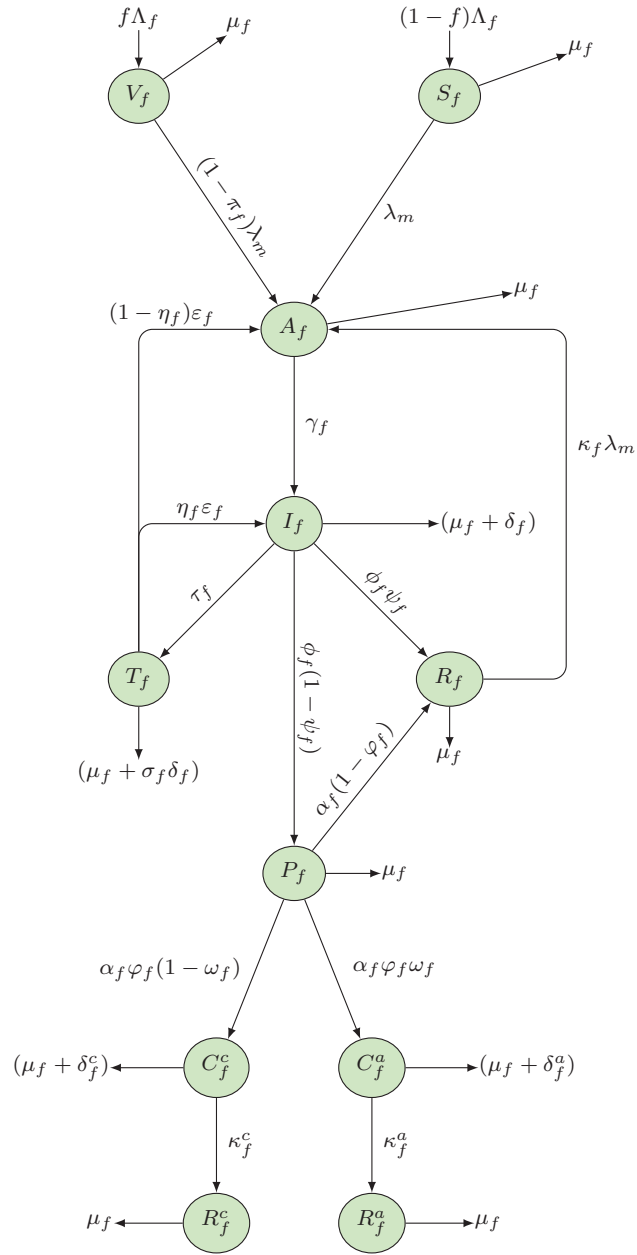 fΛ_f
μ_f
(1 − f)Λ_f
μ_f
V_f
S_f
(1 − π_f)λ_m
λ_m
(1 − η_f)ε_f
A_f
μ_f
γ_f
κ_fλ_m
η_fε_f
I_f
(μ_f + δ_f)
τ_f
ϕ_fψ_f
ϕ_f(1 − ψ_f)
T_f
R_f
μ_f
(μ_f + σ_fδ_f)
α_f(1 − φ_f)
P_f
μ_f
α_fφ_f(1 − ω_f)
α_fφ_fω_f
(μ_f + δ_f^c)
C_f^c
C_f^a
(μ_f + δ_f^a)
κ_f^c
κ_f^a
μ_f
R_f^c
R_f^a
μ_f